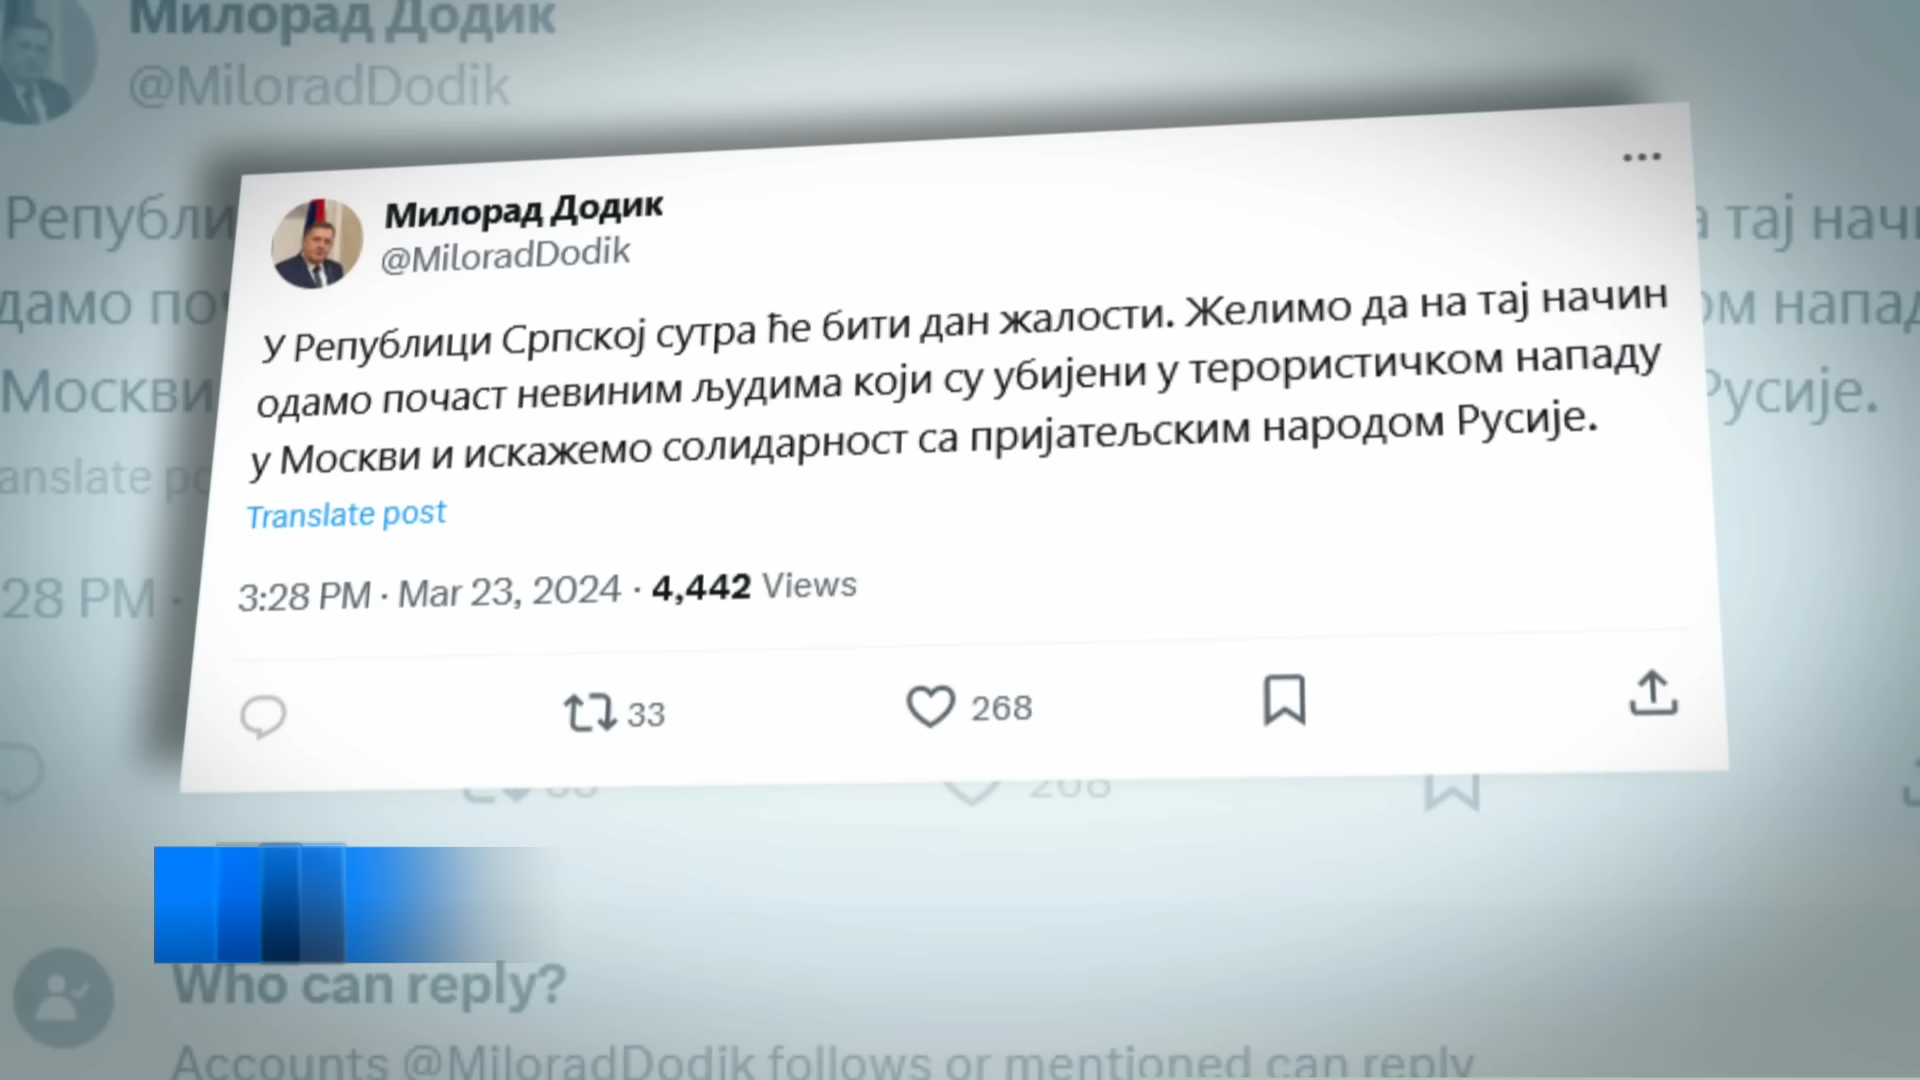 Милорад Додик
@MiloradDodik
Милорад Додик
@MiloradDodik
У Републици Српској сутра ће бити дан жалости. Желимо да на тај начин
одамо почаст невиним људима који су убијени у терористичком нападу
у Москви и искажемо солидарност са пријатељским народом Русије.
Translate post
3:28 PM · Mar 23, 2024 · 4,442 Views
33
268
Who can reply?
Accounts @MiloradDodik follows or mentioned can reply